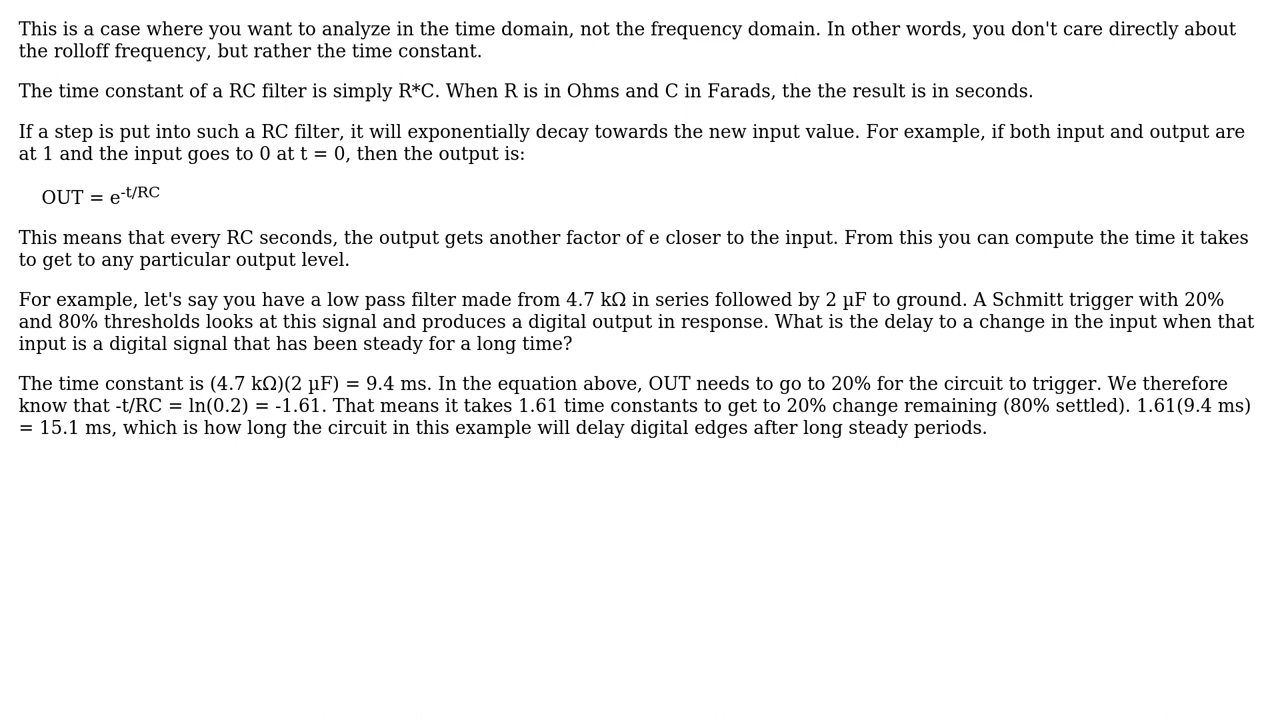 This is a case where you want to analyze in the time domain, not the frequency domain. In other words, you don't care directly about
the rolloff frequency, but rather the time constant.
The time constant of a RC filter is simply R*C. When R is in Ohms and C in Farads, the the result is in seconds.
If a step is put into such a RC filter, it will exponentially decay towards the new input value. For example, if both input and output are
at 1 and the input goes to 0 at t = 0, then the output is:
OUT = e-t/RC
This means that every RC seconds, the output gets another factor of e closer to the input. From this you can compute the time it takes
to get to any particular output level.
For example, let's say you have a low pass filter made from 4.7 kΩ in series followed by 2 µF to ground. A Schmitt trigger with 20%
and 80% thresholds looks at this signal and produces a digital output in response. What is the delay to a change in the input when that
input is a digital signal that has been steady for a long time?
The time constant is (4.7 kΩ)(2 µF) = 9.4 ms. In the equation above, OUT needs to go to 20% for the circuit to trigger. We therefore
know that -t/RC = ln(0.2) = -1.61. That means it takes 1.61 time constants to get to 20% change remaining (80% settled). 1.61(9.4 ms)
= 15.1 ms, which is how long the circuit in this example will delay digital edges after long steady periods.